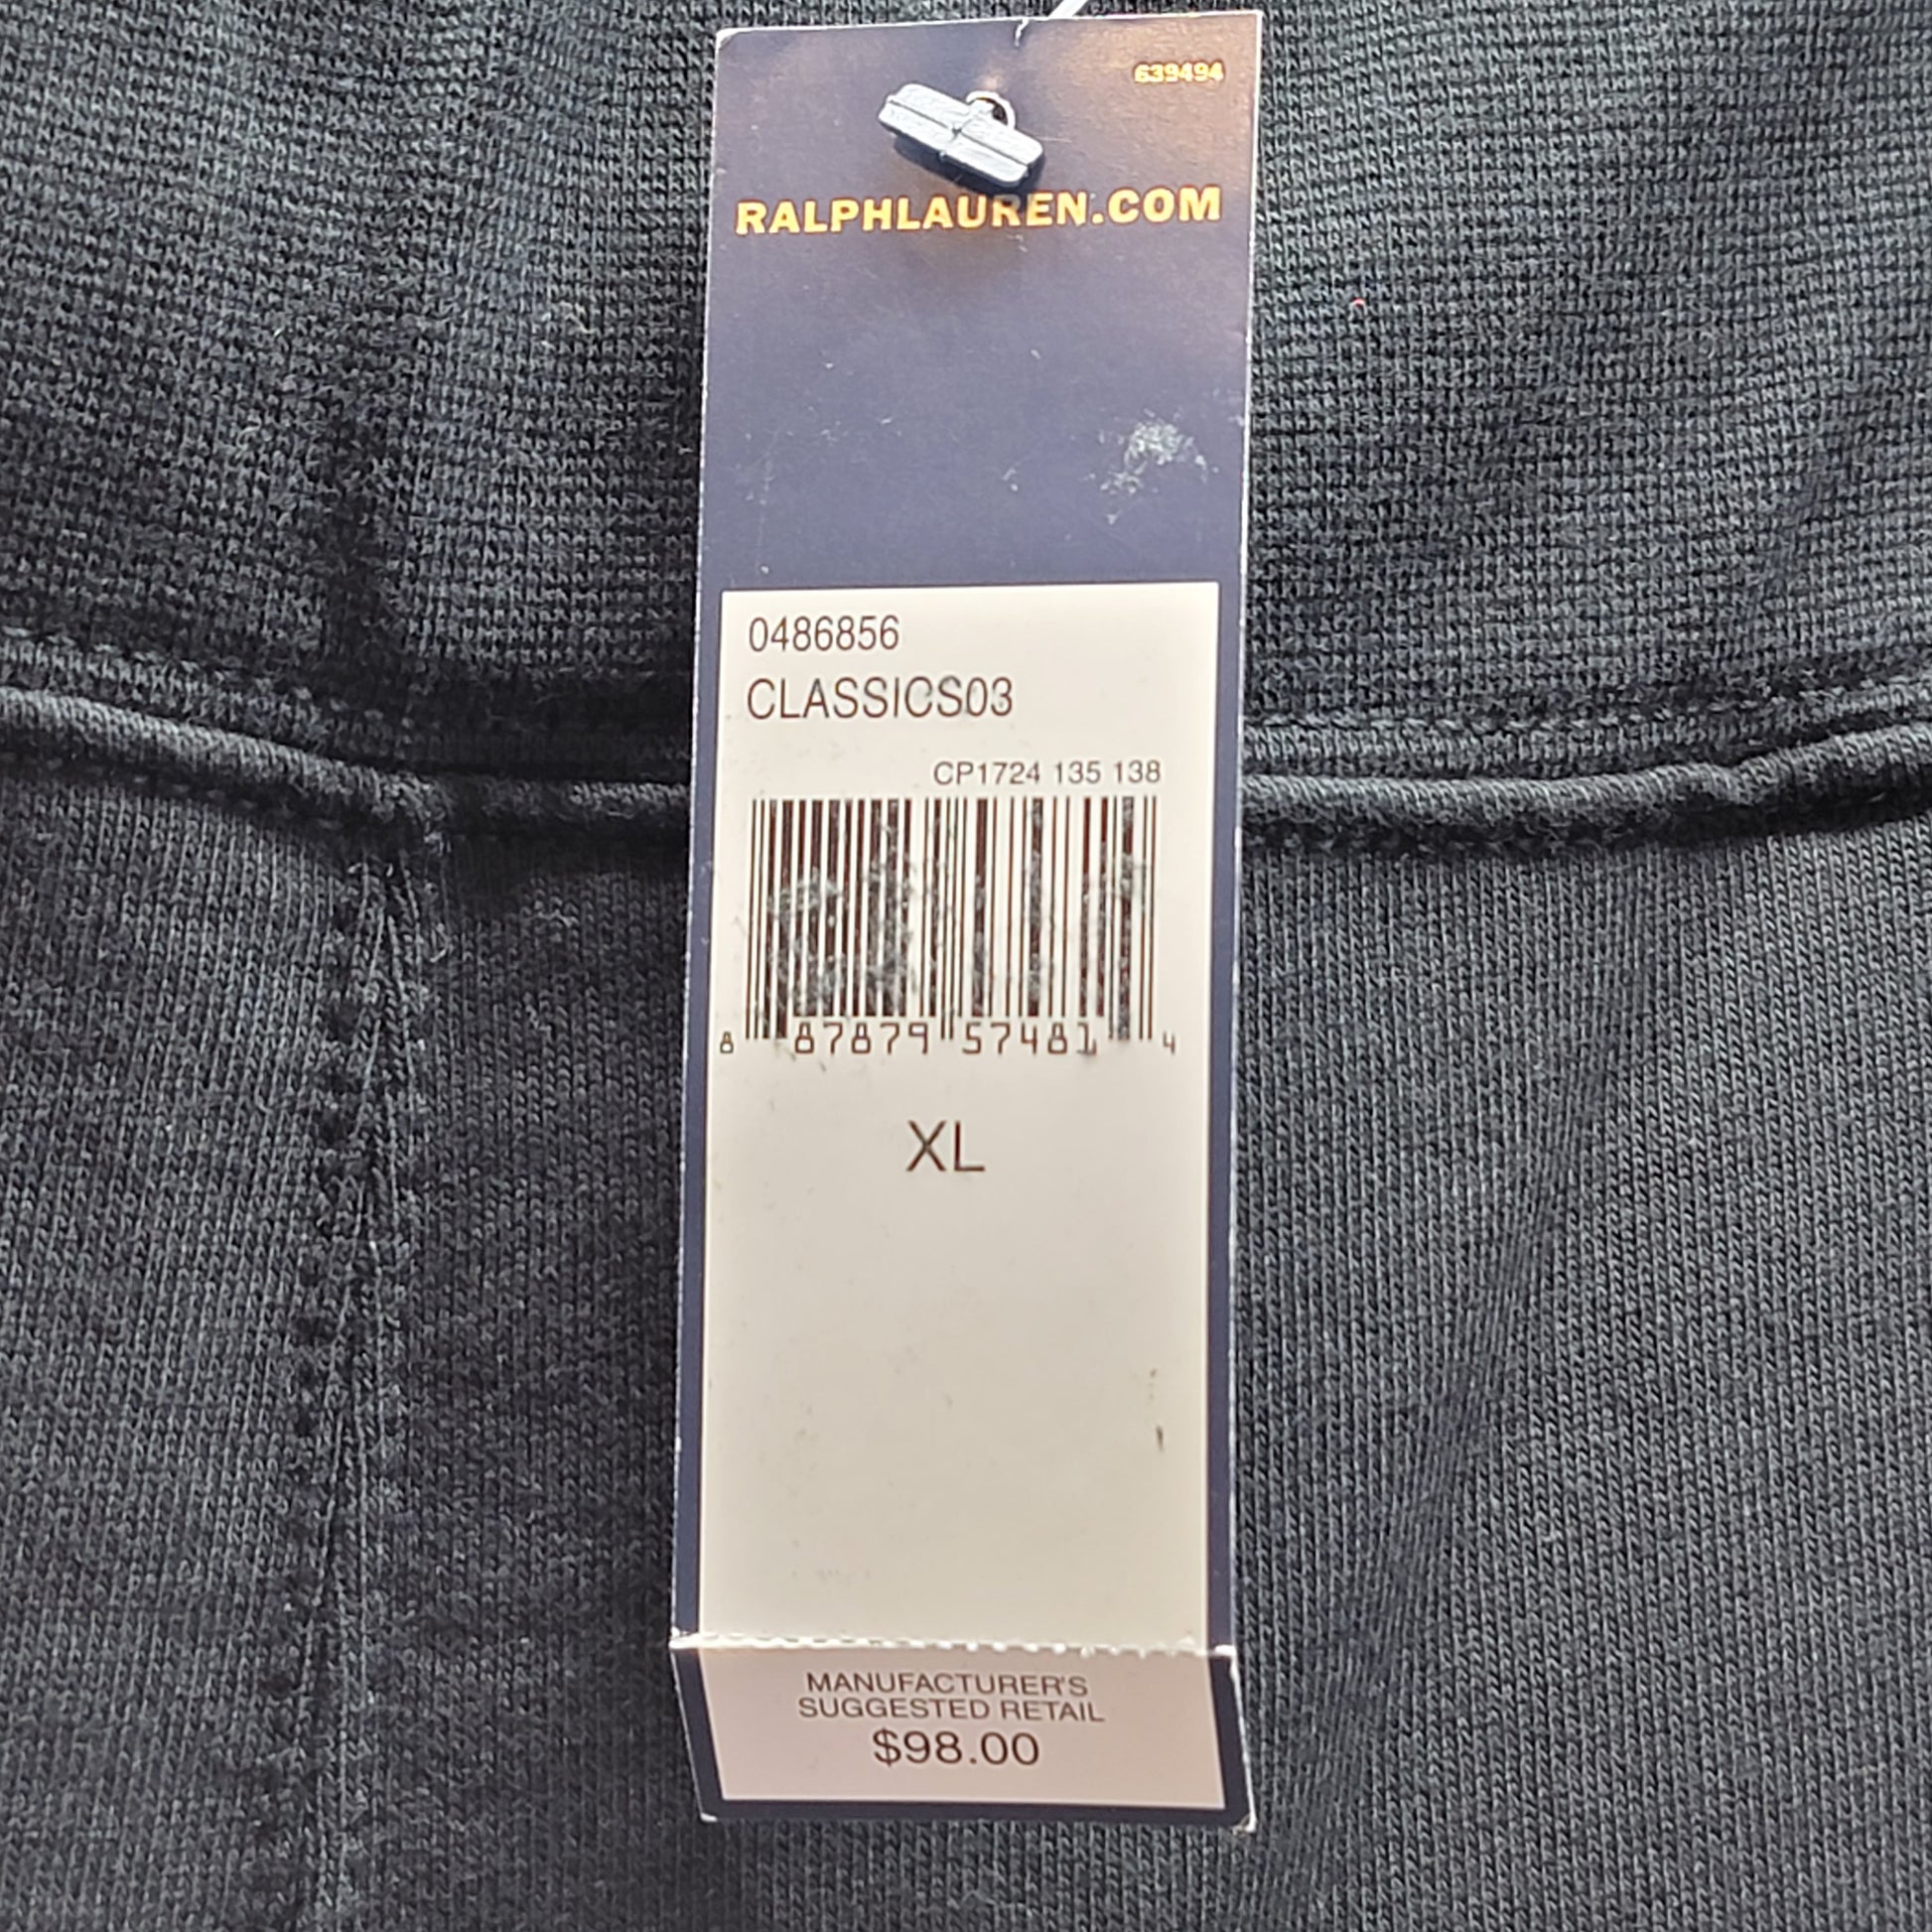 639494
RALPHLAUREN.COM
0486856
CLASSICS03
CP1724 135 138
8 87879 57481 4
XL
MANUFACTURER'S
SUGGESTED RETAIL
$98.00